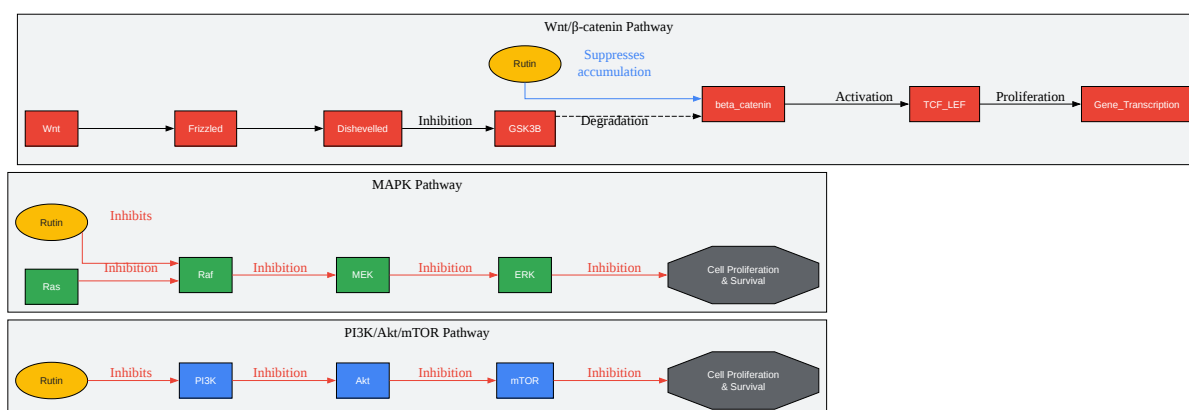 Wnt/β-catenin Pathway
Rutin
Suppresses
accumulation
Wnt
Frizzled
Dishevelled
Inhibition
GSK3B
Degradation
beta_catenin
Activation
TCF_LEF
Proliferation
Gene_Transcription
MAPK Pathway
Rutin
Inhibits
Ras
Inhibition
Raf
Inhibition
MEK
Inhibition
ERK
Inhibition
Cell Proliferation
& Survival
PI3K/Akt/mTOR Pathway
Rutin
Inhibits
PI3K
Inhibition
Akt
Inhibition
mTOR
Inhibition
Cell Proliferation
& Survival